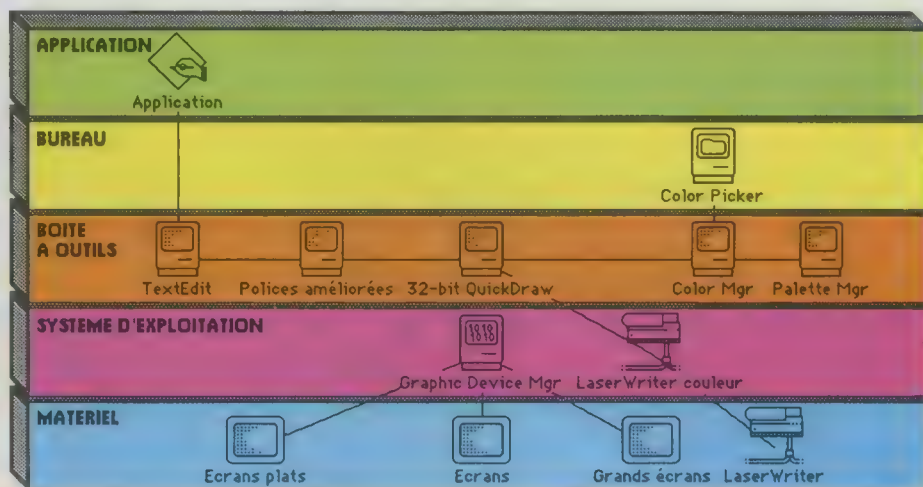 APPLICATION
Application
BUREAU
Color Picker
BOITE
A OUTILS
TextEdit Polices améliorées 32-bit QuickDraw Color Mgr Palette Mgr
SYSTEME D'EXPLOITATION
Graphic Device Mgr LaserWriter couleur
MATERIEL
Ecrans plats Ecrans Grands écrans LaserWriter